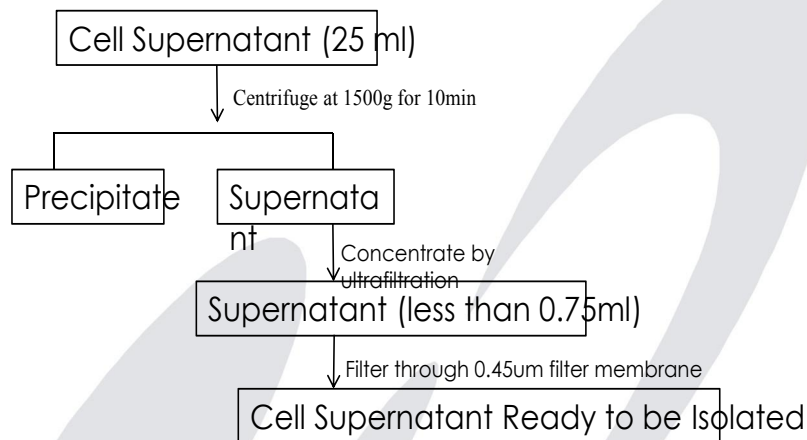 Cell Supernatant (25 ml)
Centrifuge at 1500g for 10min
Precipitate
Supernata
nt
Concentrate by
ultrafiltration
Supernatant (less than 0.75ml)
Filter through 0.45um filter membrane
Cell Supernatant Ready to be Isolated